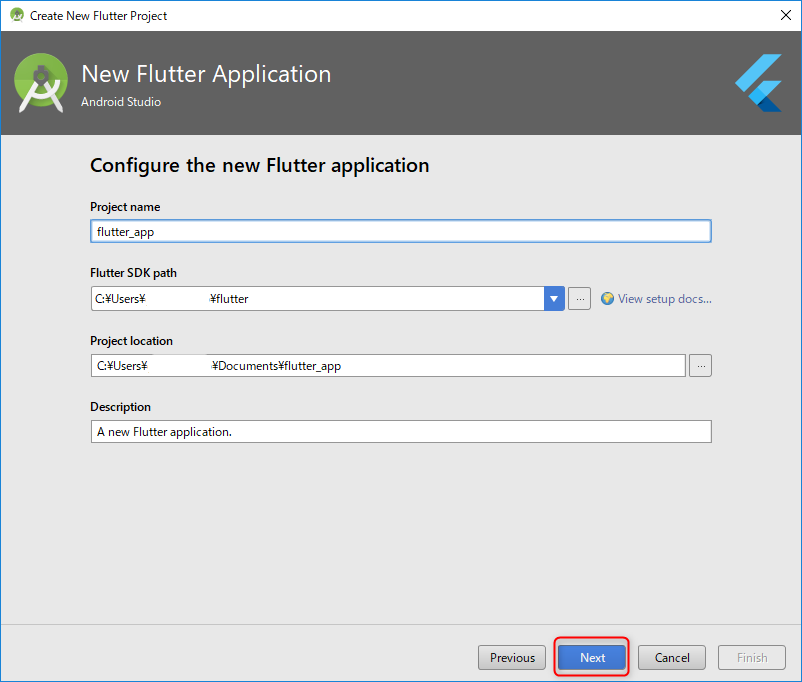 Create New Flutter Project
New Flutter Application
Android Studio
Configure the new Flutter application
Project name
flutter_app
Flutter SDK path
C:¥Users¥ ¥flutter
...
View setup docs...
Project location
C:¥Users¥ ¥Documents¥flutter_app
...
Description
A new Flutter application.
Previous
Next
Cancel
Finish